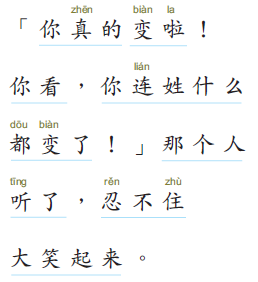 zhēn biàn la
「你真的变啦！
lián
你看，你连姓什么
dōu biàn
都变了！」那个人
tīng rěn zhù
听了，忍不住
大笑起来。